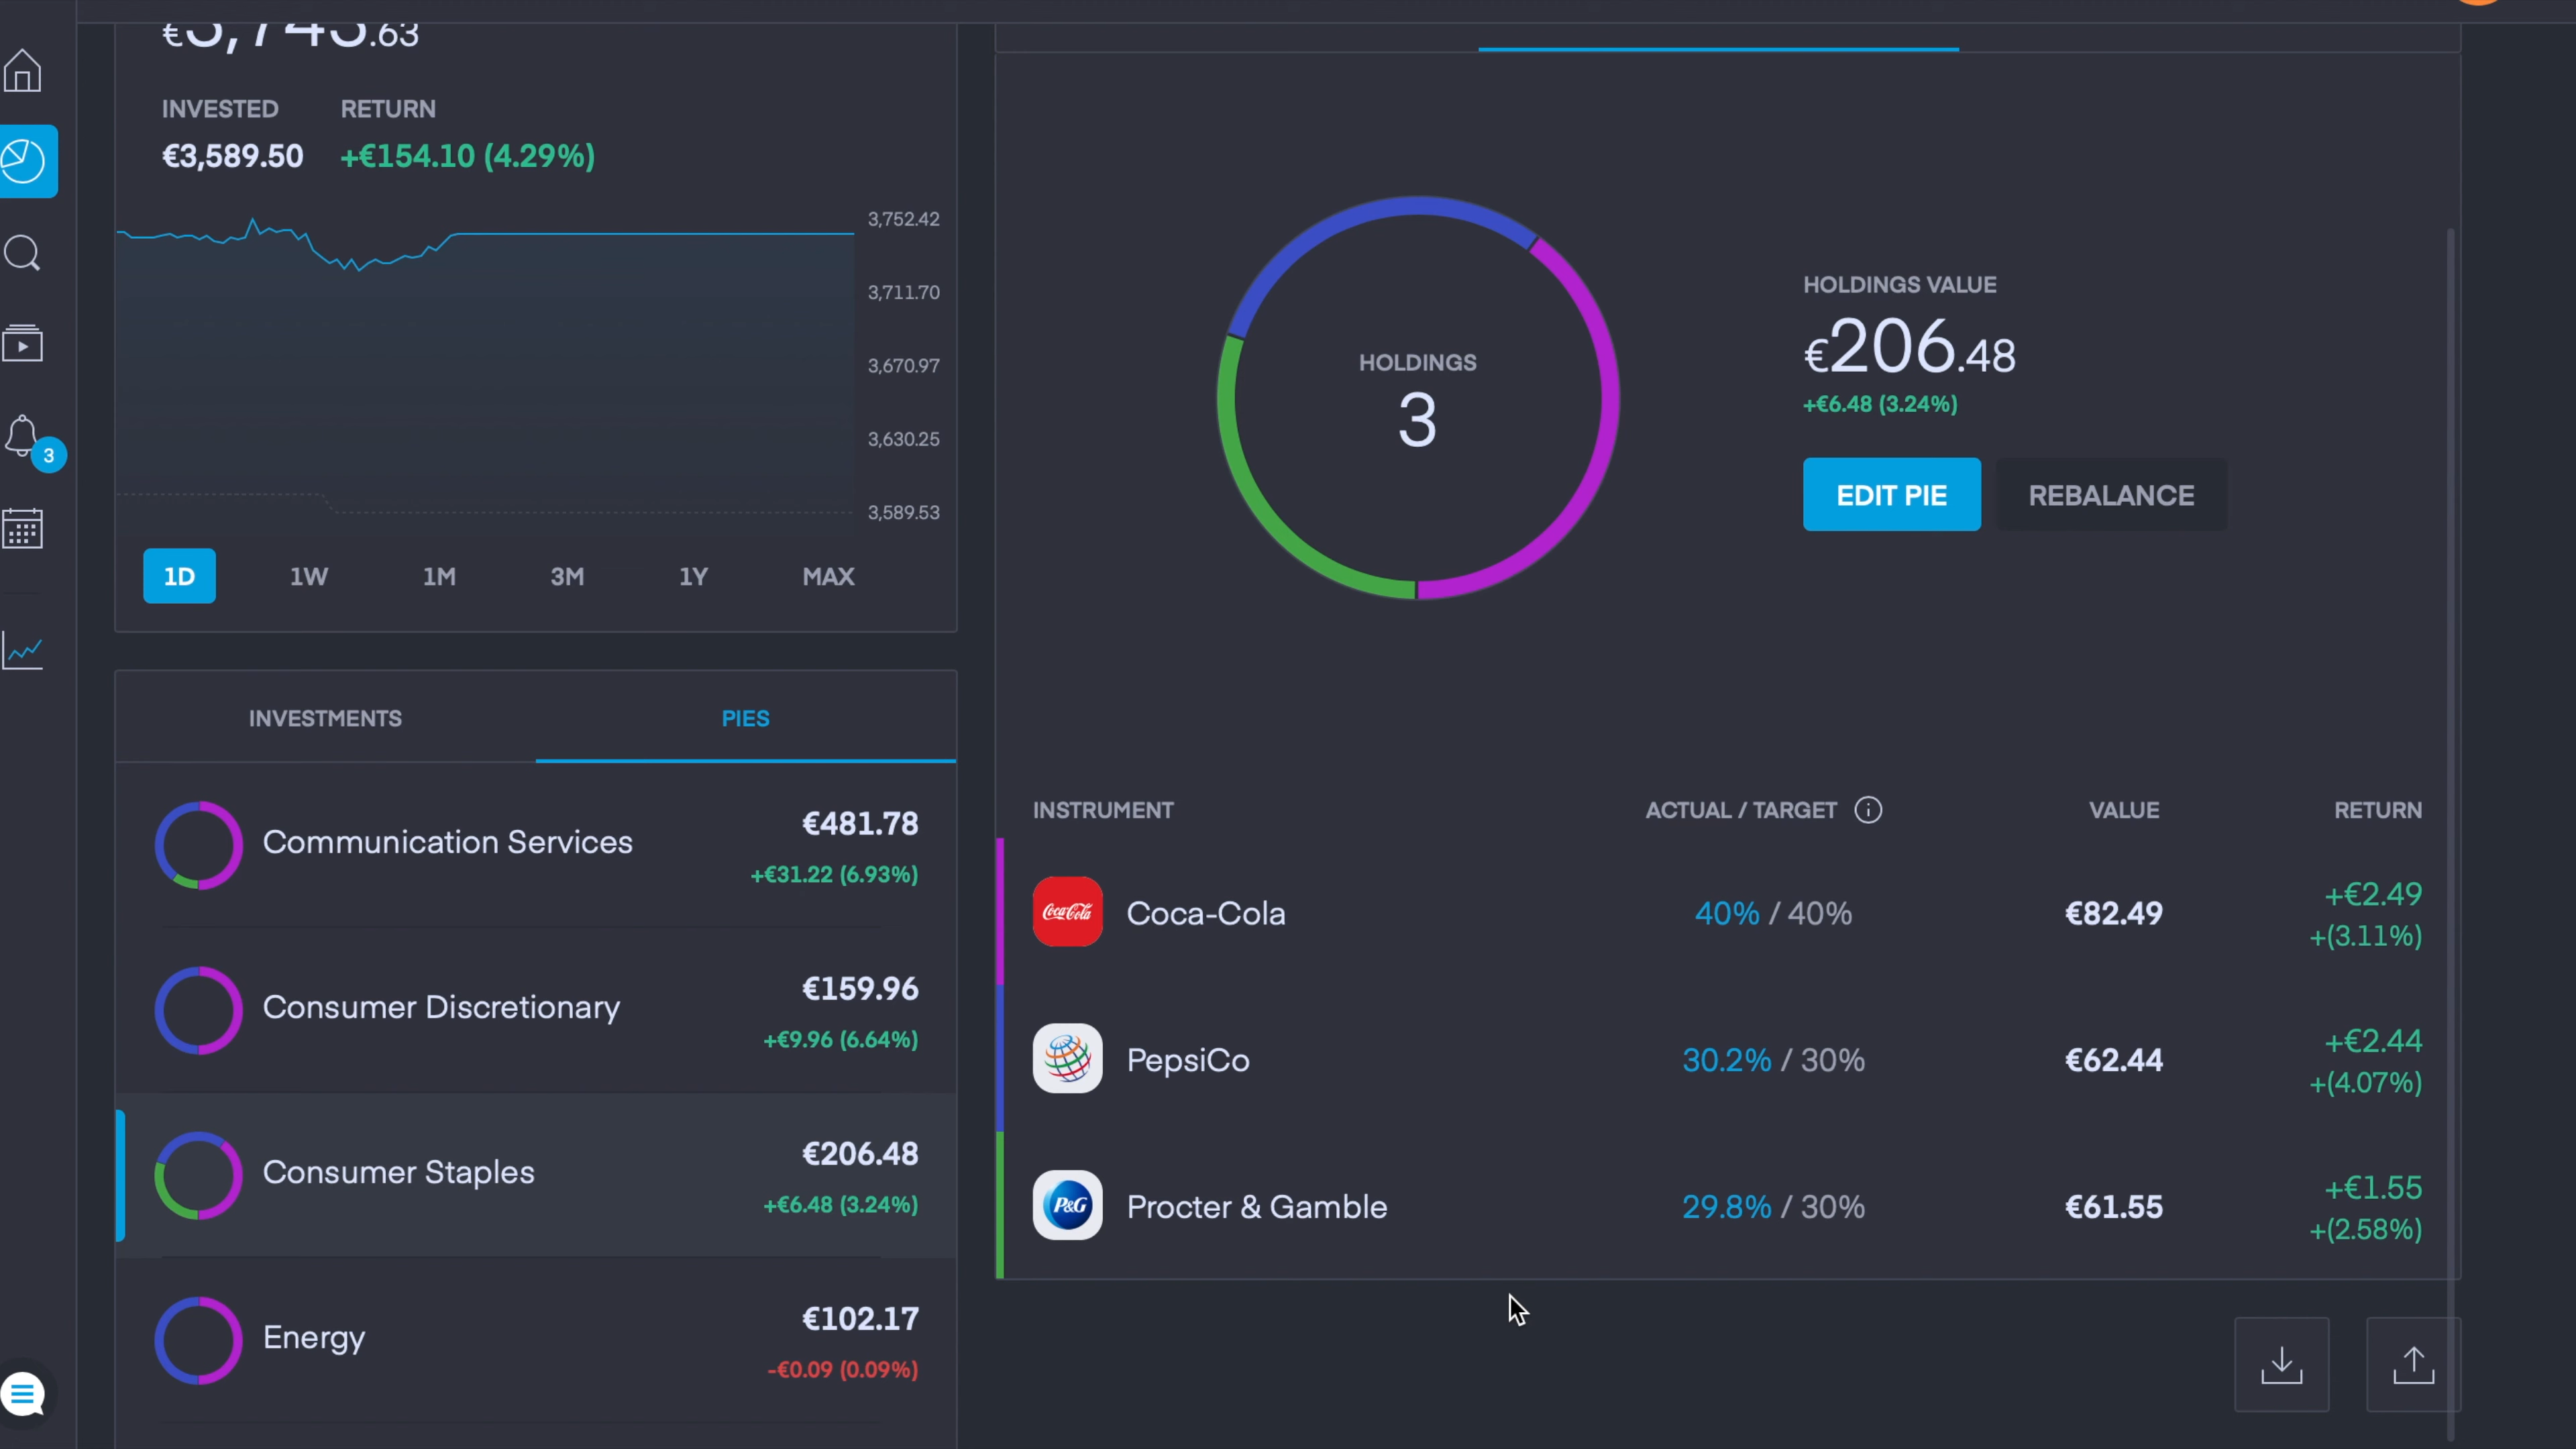 €3,743.63
INVESTED RETURN
€3,589.50 +€154.10 (4.29%)
3,752.42
3,711.70
3,670.97
3,630.25
3,589.53
1D 1W 1M 3M 1Y MAX
3
INVESTMENTS PIES
Communication Services €481.78
+€31.22 (6.93%)
Consumer Discretionary €159.96
+€9.96 (6.64%)
Consumer Staples €206.48
+€6.48 (3.24%)
Energy €102.17
-€0.09 (0.09%)
HOLDINGS
3
HOLDINGS VALUE
€206.48
+€6.48 (3.24%)
EDIT PIE REBALANCE
INSTRUMENT ACTUAL / TARGET i VALUE RETURN
Coca-Cola Coca-Cola 40% / 40% €82.49 +€2.49
+(3.11%)
PepsiCo 30.2% / 30% €62.44 +€2.44
+(4.07%)
P&G Procter & Gamble 29.8% / 30% €61.55 +€1.55
+(2.58%)